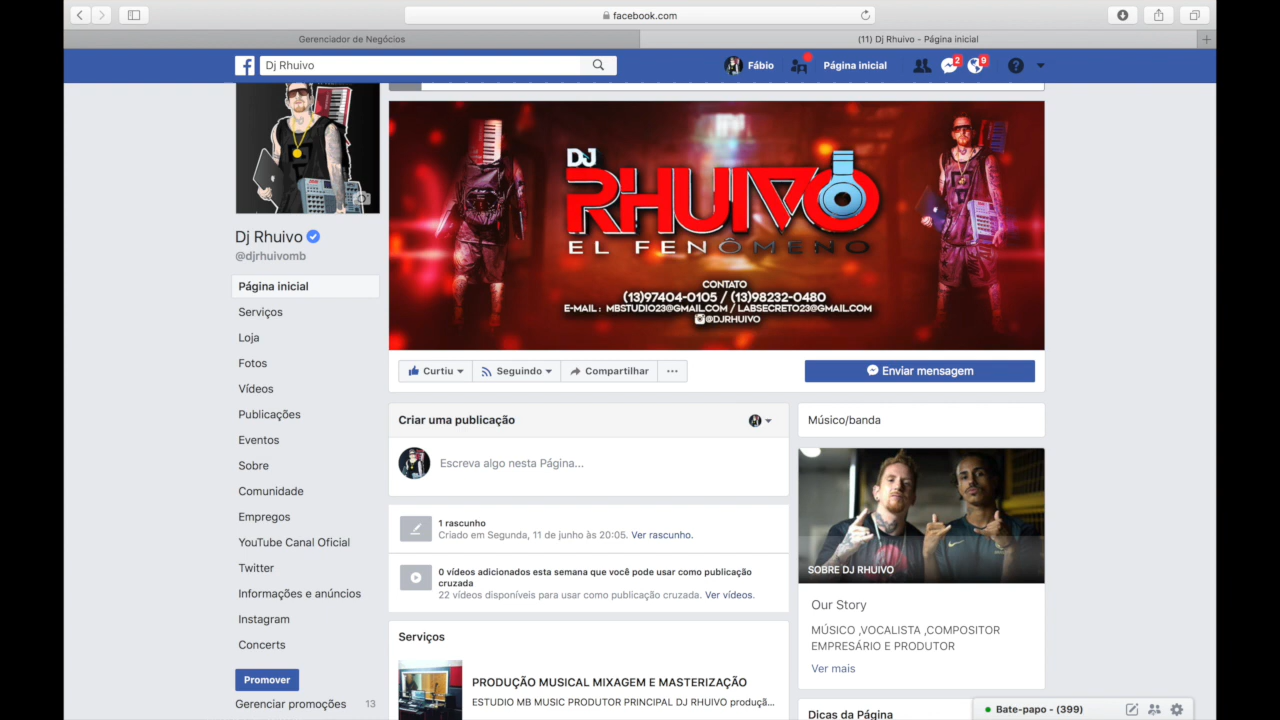 facebook.com
Gerenciador de Negócios
(11) Dj Rhuivo - Página inicial
Dj Rhuivo
Fábio
Página inicial
2
9
DJ
RHUIVO
EL FENÔMENO
CONTATO
(13)97404-0105 / (13)98232-0480
E-MAIL: MBSTUDIO23@GMAIL.COM / LABSECRETO23@GMAIL.COM
@DJRHUIVO
Dj Rhuivo
@djrhuivomb
Página inicial
Serviços
Loja
Fotos
Vídeos
Publicações
Eventos
Sobre
Comunidade
Empregos
YouTube Canal Oficial
Twitter
Informações e anúncios
Instagram
Concerts
Promover
Gerenciar promoções 13
Curtiu
Seguindo
Compartilhar
Enviar mensagem
Criar uma publicação
Escreva algo nesta Página...
1 rascunho
Criado em Segunda, 11 de junho às 20:05. Ver rascunho.
0 vídeos adicionados esta semana que você pode usar como publicação
cruzada
22 vídeos disponíveis para usar como publicação cruzada. Ver vídeos.
Serviços
PRODUÇÃO MUSICAL MIXAGEM E MASTERIZAÇÃO
ESTUDIO MB MUSIC PRODUTOR PRINCIPAL DJ RHUIVO produçã...
Músico/banda
SOBRE DJ RHUIVO
Our Story
MÚSICO ,VOCALISTA ,COMPOSITOR
EMPRESÁRIO E PRODUTOR
Ver mais
Dicas da Página
Bate-papo - (399)